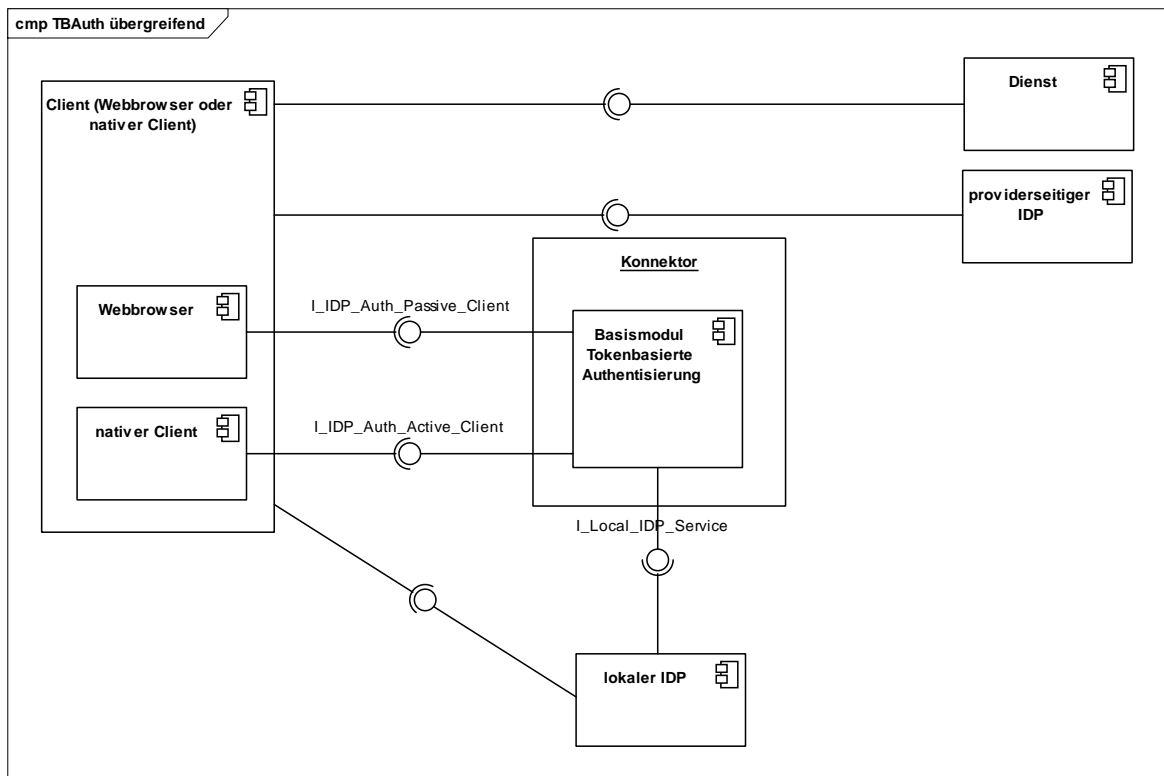 cmp TBAuth übergreifend
Client (Webbrowser oder
nativer Client)
Dienst
providerseitiger
IDP
Konnektor
Webbrowser
I_IDP_Auth_Passive_Client
Basismodul
Tokenbasierte
Authentisierung
nativer Client
I_IDP_Auth_Active_Client
I_Local_IDP_Service
lokaler IDP